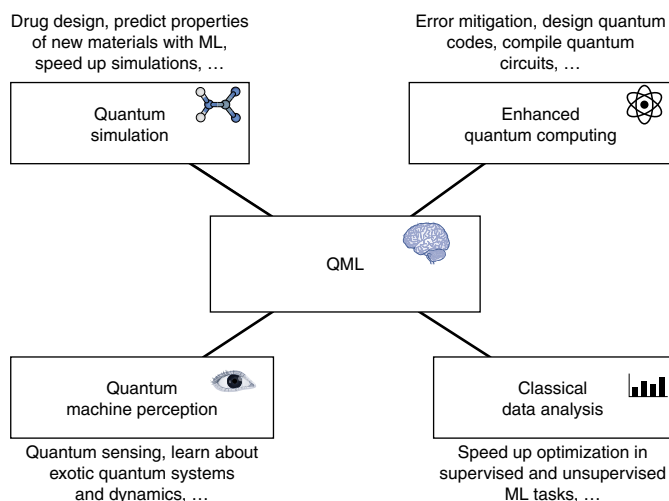 Drug design, predict properties
of new materials with ML,
speed up simulations, …
Quantum
simulation
Error mitigation, design quantum
codes, compile quantum
circuits, …
Enhanced
quantum computing
QML
Quantum
machine perception
Quantum sensing, learn about
exotic quantum systems
and dynamics, …
Classical
data analysis
Speed up optimization in
supervised and unsupervised
ML tasks, …